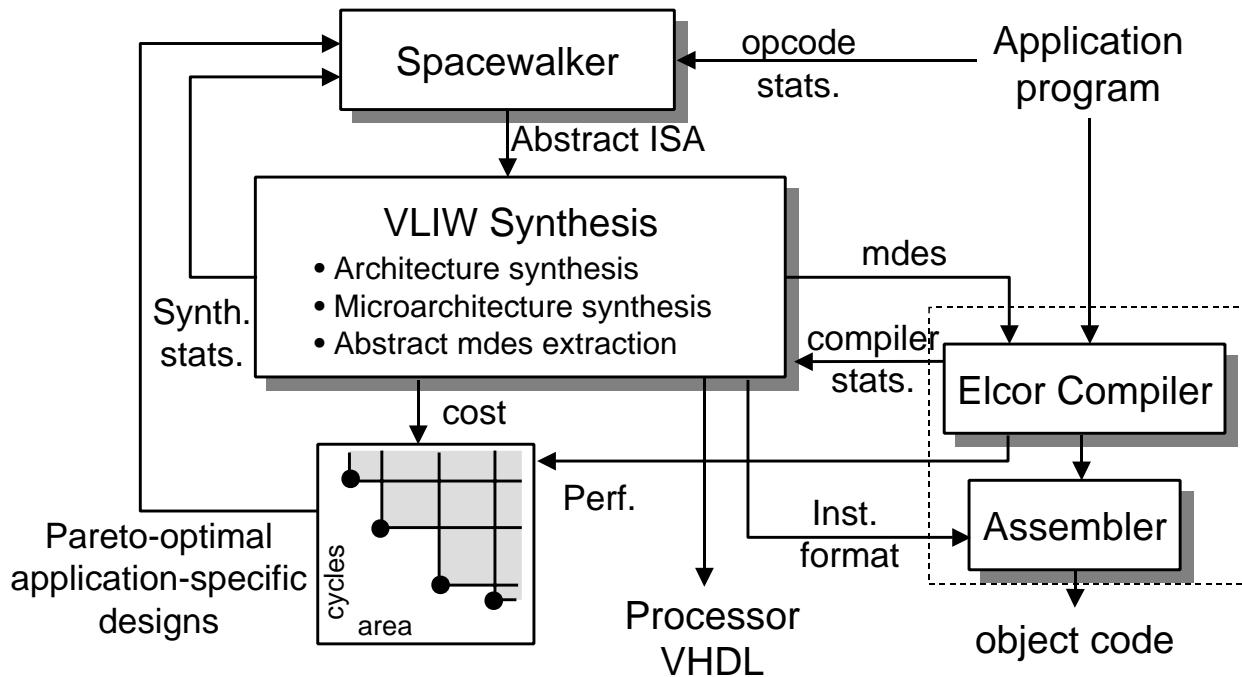 Spacewalker
opcode
stats.
Application
program
Abstract ISA
VLIW Synthesis
• Architecture synthesis
• Microarchitecture synthesis
• Abstract mdes extraction
mdes
Synth.
stats.
compiler
stats.
Elcor Compiler
cost
Perf.
Inst.
format
Assembler
Pareto-optimal
application-specific
designs
cycles
area
Processor
VHDL
object code